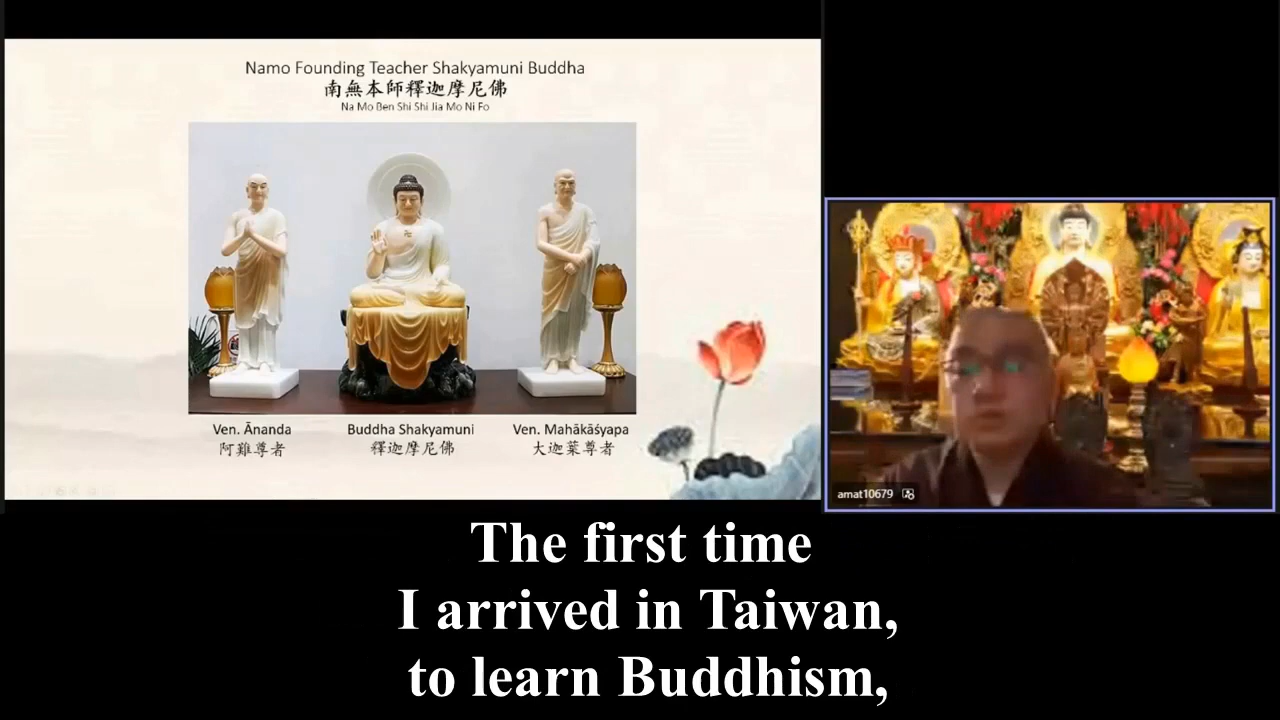 Namo Founding Teacher Shakyamuni Buddha
南無本師釋迦摩尼佛
Na Mo Ben Shi Shi Jia Mo Ni Fo
Ven. Ānanda
阿難尊者
Buddha Shakyamuni
釋迦摩尼佛
Ven. Mahākāśyapa
大迦葉尊者
amat10679
The first time
I arrived in Taiwan,
to learn Buddhism,